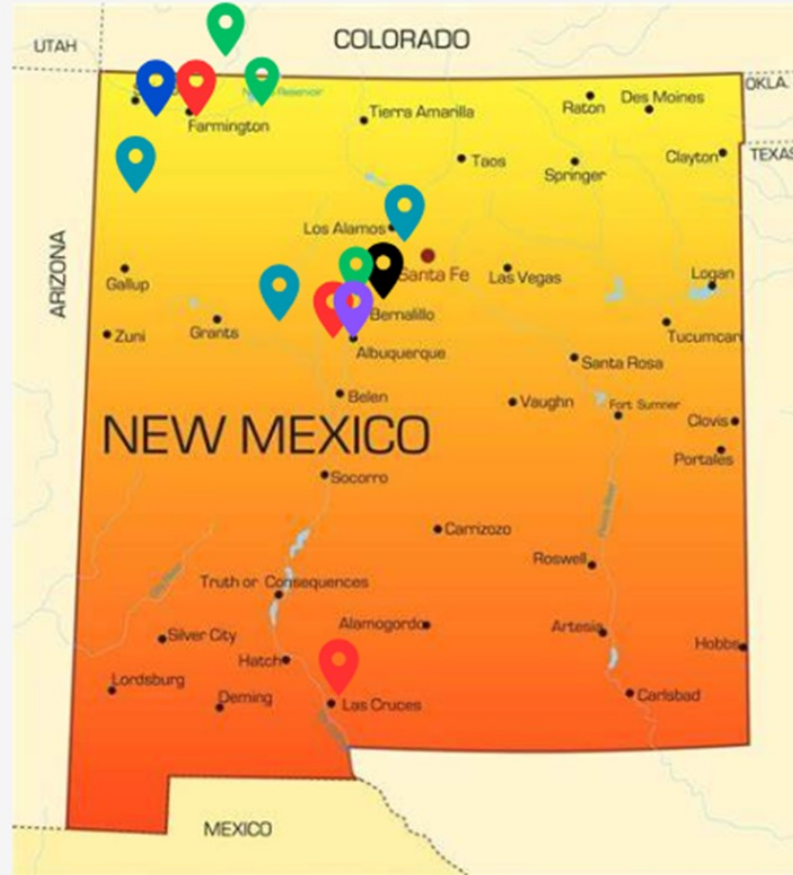 UTAH
COLORADO
OKLA.
Reservoir
Raton
Des Moines
Tierra Amarilla
Farmington
TEXAS
Clayton
Taos
Springer
Los Alamos
ARIZONA
Santa Fe
Las Vegas
Logan
Gallup
Bernalillo
Grants
Zuni
Tucumcari
Albuquerque
Santa Rosa
Belen
Vaughn
Fort Sumner
Clovis
NEW MEXICO
Portales
Socorro
Carrizozo
Roswell
Truth or Consequences
Alamogordo
Artesia
Silver City
Hobbs
Hatch
Lordsburg
Deming
Las Cruces
Carlsbad
MEXICO